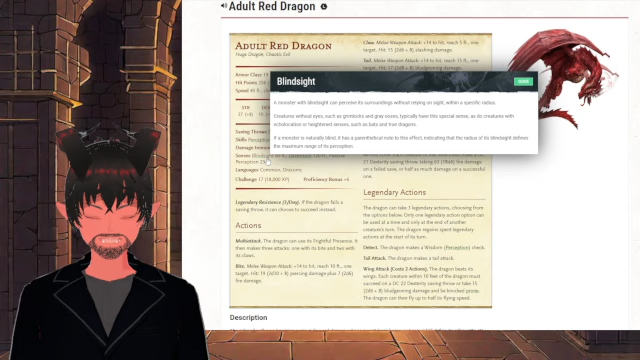 Adult Red Dragon
ADULT RED DRAGON
Huge Dragon, Chaotic Evil
Armor Class 19
Hit Points 256
Speed 40 ft.
STR
27 (+8)
Saving Throws
Skills
Damage Immunities
Senses Blindsight
Perception 23
Languages Common, Draconic
Challenge 17 (18,000 XP) Proficiency Bonus +6
Legendary Resistance (3/Day). If the dragon fails a
saving throw, it can choose to succeed instead.
Actions
Multiattack. The dragon can use its Frightful Presence. It
then makes three attacks: one with its bite and two with
its claws.
Bite. Melee Weapon Attack: +14 to hit, reach 10 ft., one
target. Hit: 19 (2d10 + 8) piercing damage plus 7 (2d6)
fire damage.
Claw. Melee Weapon Attack: +14 to hit, reach 5 ft., one
target. Hit: 15 (2d6 + 8) slashing damage.
Tail. Melee Weapon Attack: +14 to hit, reach 15 ft., one
target. Hit: 17 (2d8 + 8) bludgeoning damage.
Blindsight
A monster with blindsight can perceive its surroundings without relying on sight, within a specific radius.
Creatures without eyes, such as grimlocks and gray oozes, typically have this special sense, as do creatures with
echolocation or heightened senses, such as bats and true dragons.
If a monster is naturally blind, it has a parenthetical note to this effect, indicating that the radius of its blindsight defines
the maximum range of its perception.
21 Dexterity saving throw, taking 63 (18d6) fire damage
on a failed save, or half as much damage on a successful
one.
Legendary Actions
The dragon can take 3 legendary actions, choosing from
the options below. Only one legendary action option can
be used at a time and only at the end of another
creature's turn. The dragon regains spent legendary
actions at the start of its turn.
Detect. The dragon makes a Wisdom (Perception) check.
Tail Attack. The dragon makes a tail attack.
Wing Attack (Costs 2 Actions). The dragon beats its
wings. Each creature within 10 feet of the dragon must
succeed on a DC 22 Dexterity saving throw or take 15
(2d6 + 8) bludgeoning damage and be knocked prone.
The dragon can then fly up to half its flying speed.
Description